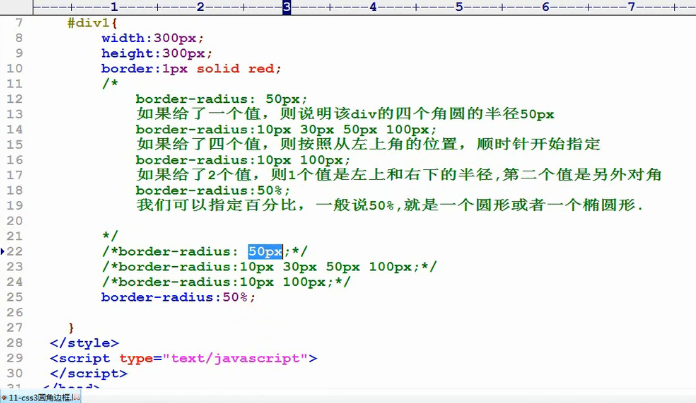 1 2 3 4 5 6 7
7 #div1{
8 width:300px;
9 height:300px;
10 border:1px solid red;
11 /*
12 border-radius: 50px;
13 如果给了一个值，则说明该div的四个角圆的半径50px
14 border-radius:10px 30px 50px 100px;
15 如果给了四个值，则按照从左上角的位置，顺时针开始指定
16 border-radius:10px 100px;
17 如果给了2个值，则1个值是左上和右下的半径,第二个值是另外对角
18 border-radius:50%;
19 我们可以指定百分比，一般说50%,就是一个圆形或者一个椭圆形.
20
21 */
22 /*border-radius: 50px;*/
23 /*border-radius:10px 30px 50px 100px;*/
24 /*border-radius:10px 100px;*/
25 border-radius:50%;
26
27 }
28 </style>
29 <script type="text/javascript">
30 </script>
31 </head>
11-css3圆角边框.